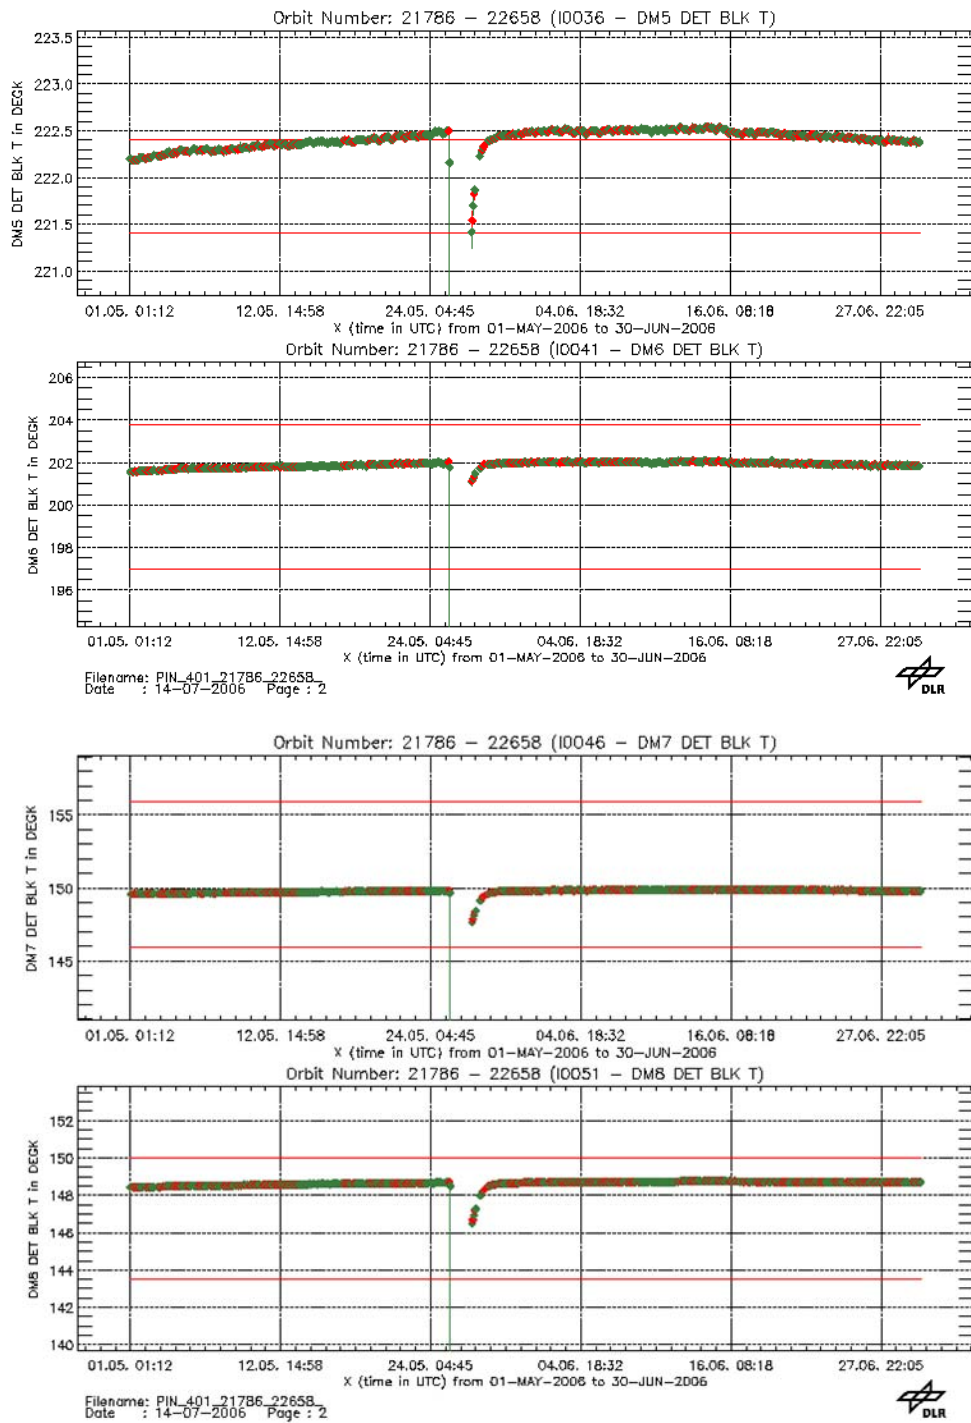 Orbit Number: 21786 – 22658 (I0036 – DM5 DET BLK T)
DM5 DET BLK T in DEGK
223.5
223.0
222.5
222.0
221.5
221.0
01.05. 01:12 12.05. 14:58 24.05. 04:45 04.06. 18:32 16.06. 08:18 27.06. 22:05
X (time in UTC) from 01–MAY–2006 to 30–JUN–2006
Orbit Number: 21786 – 22658 (I0041 – DM6 DET BLK T)
DM6 DET BLK T in DEGK
206
204
202
200
198
196
01.05. 01:12 12.05. 14:58 24.05. 04:45 04.06. 18:32 16.06. 08:18 27.06. 22:05
X (time in UTC) from 01–MAY–2006 to 30–JUN–2006
Filename: PIN_401_21786_22658_
Date : 14–07–2006 Page : 2
DLR
Orbit Number: 21786 – 22658 (I0046 – DM7 DET BLK T)
DM7 DET BLK T in DEGK
155
150
145
01.05. 01:12 12.05. 14:58 24.05. 04:45 04.06. 18:32 16.06. 08:18 27.06. 22:05
X (time in UTC) from 01–MAY–2006 to 30–JUN–2006
Orbit Number: 21786 – 22658 (I0051 – DM8 DET BLK T)
DM8 DET BLK T in DEGK
152
150
148
146
144
142
140
01.05. 01:12 12.05. 14:58 24.05. 04:45 04.06. 18:32 16.06. 08:18 27.06. 22:05
X (time in UTC) from 01–MAY–2006 to 30–JUN–2006
Filename: PIN_401_21786_22658_
Date : 14–07–2006 Page : 2
DLR